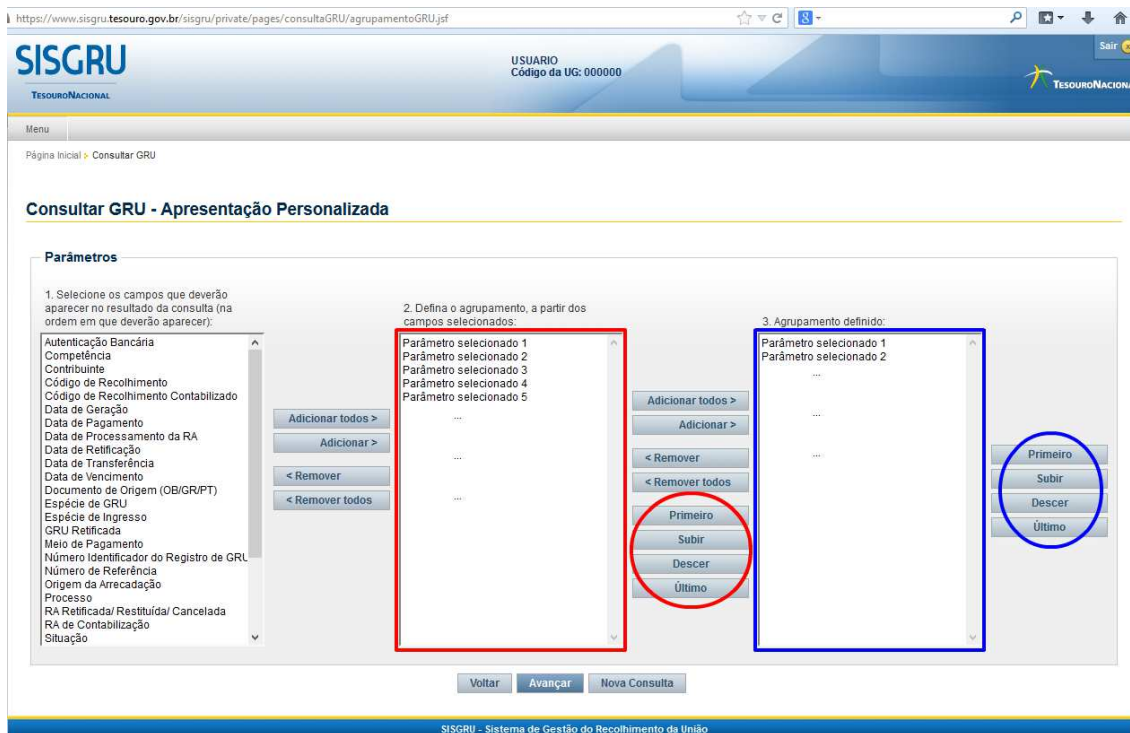 https://www.sisgru.tesouro.gov.br/sisgru/private/pages/consultaGRU/agrupamentoGRU.jsf
8
SISGRU
TESOURONACIONAL
USUARIO
Código da UG: 000000
Sair
TESOURONACIONA
Menu
Página Inicial > Consultar GRU
Consultar GRU - Apresentação Personalizada
Parâmetros
1. Selecione os campos que deverão
aparecer no resultado da consulta (na
ordem em que deverão aparecer):
Autenticação Bancária
Competência
Contribuinte
Código de Recolhimento
Código de Recolhimento Contabilizado
Data de Geração
Data de Pagamento
Data de Processamento da RA
Data de Retificação
Data de Transferência
Data de Vencimento
Documento de Origem (OB/GR/PT)
Espécie de GRU
Espécie de Ingresso
GRU Retificada
Meio de Pagamento
Número Identificador do Registro de GRU
Número de Referência
Origem da Arrecadação
Processo
RA Retificada/ Restituída/ Cancelada
RA de Contabilização
Situação
Adicionar todos >
Adicionar >
< Remover
< Remover todos
2. Defina o agrupamento, a partir dos
campos selecionados:
Parâmetro selecionado 1
Parâmetro selecionado 2
Parâmetro selecionado 3
Parâmetro selecionado 4
Parâmetro selecionado 5
...
...
...
Adicionar todos >
Adicionar >
< Remover
< Remover todos
Primeiro
Subir
Descer
Último
3. Agrupamento definido:
Parâmetro selecionado 1
Parâmetro selecionado 2
...
...
...
Primeiro
Subir
Descer
Último
Voltar
Avançar
Nova Consulta
SISGRU - Sistema de Gestão do Recolhimento da União